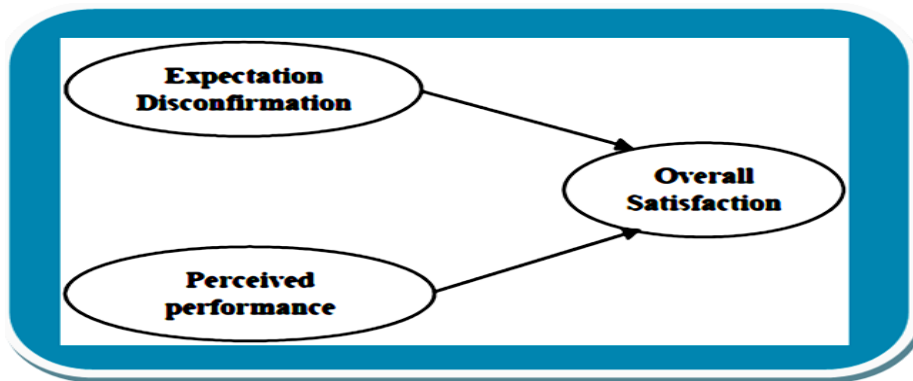 Expectation
Disconfirmation
Overall
Satisfaction
Perceived
performance